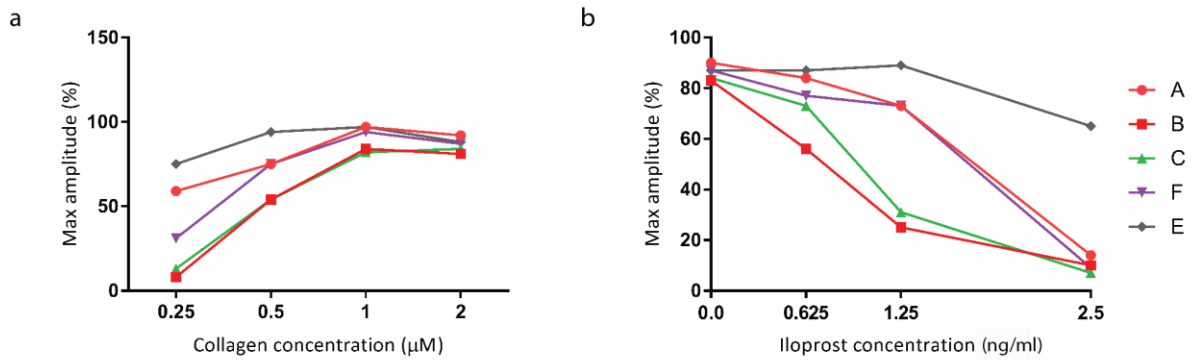 a
150
100
50
0
Max amplitude (%)
0.25 0.5 1 2
Collagen concentration (μM)
b
100
80
60
40
20
0
Max amplitude (%)
0.0 0.625 1.25 2.5
Iloprost concentration (ng/ml)
A
B
C
F
E